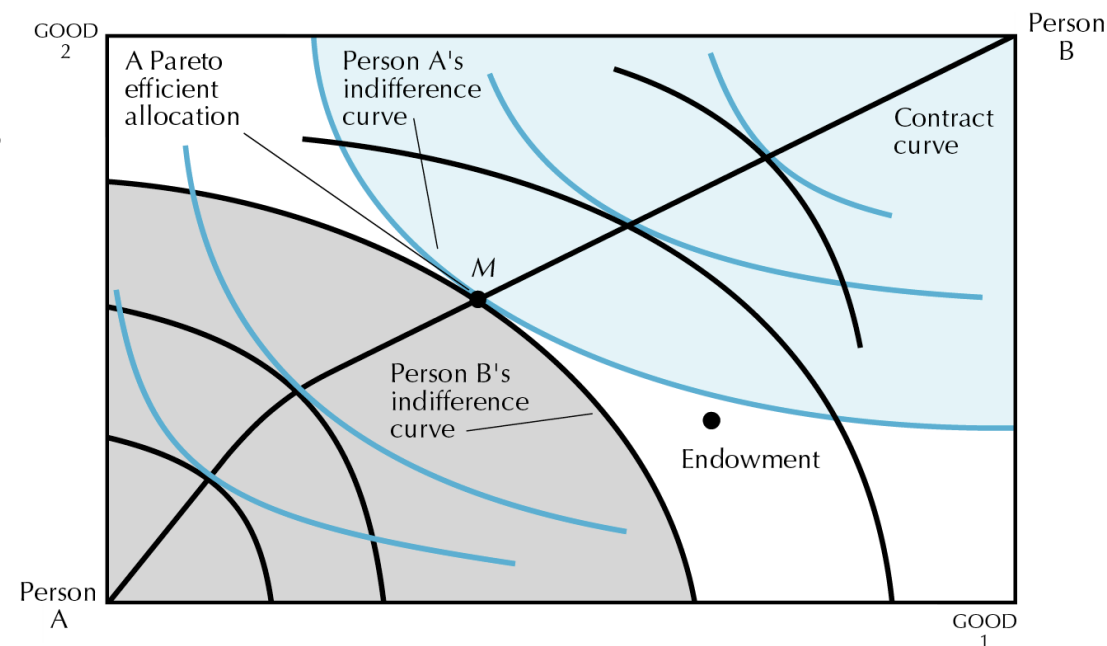 GOOD
2
Person
B
A Pareto
efficient
allocation
Person A's
indifference
curve
Contract
curve
M
Person B's
indifference
curve
Endowment
Person
A
GOOD
1